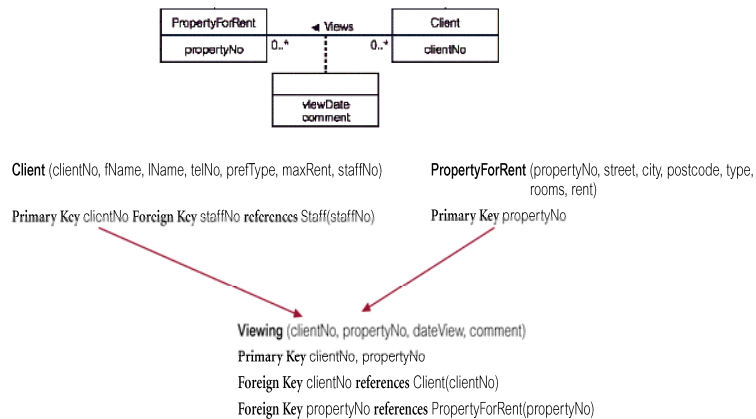 PropertyForRent
◄ Views
Client
propertyNo
0..*
0..*
clientNo
viewDate
comment
Client (clientNo, fName, lName, telNo, prefType, maxRent, staffNo)
PropertyForRent (propertyNo, street, city, postcode, type,
rooms, rent)
Primary Key clientNo Foreign Key staffNo references Staff(staffNo)
Primary Key propertyNo
Viewing (clientNo, propertyNo, dateView, comment)
Primary Key clientNo, propertyNo
Foreign Key clientNo references Client(clientNo)
Foreign Key propertyNo references PropertyForRent(propertyNo)